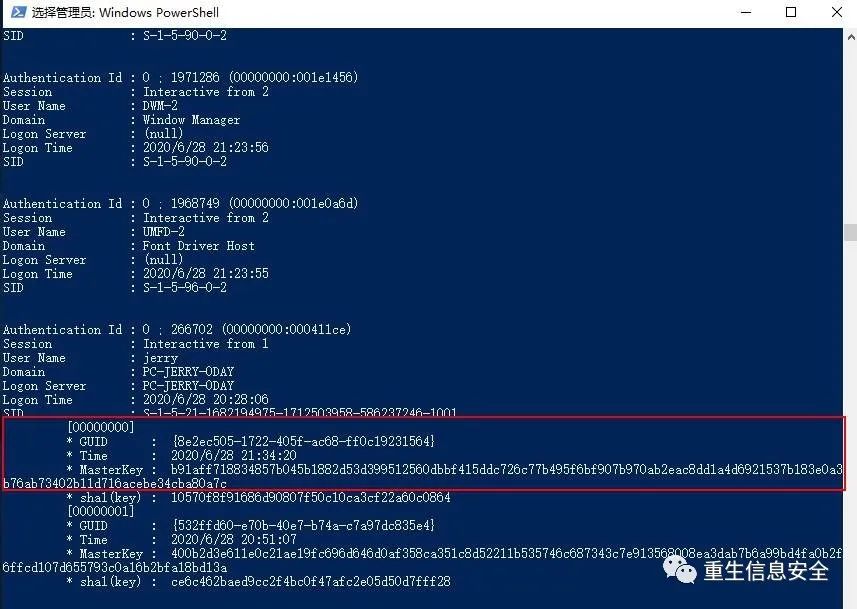 选择管理员: Windows PowerShell
SID : S-1-5-90-0-2
Authentication Id : 0 ; 1971286 (00000000:001e1456)
Session : Interactive from 2
User Name : DWM-2
Domain : Window Manager
Logon Server : (null)
Logon Time : 2020/6/28 21:23:56
SID : S-1-5-90-0-2
Authentication Id : 0 ; 1968749 (00000000:001e0a6d)
Session : Interactive from 2
User Name : UMFD-2
Domain : Font Driver Host
Logon Server : (null)
Logon Time : 2020/6/28 21:23:55
SID : S-1-5-96-0-2
Authentication Id : 0 ; 266702 (00000000:000411ce)
Session : Interactive from 1
User Name : jerry
Domain : PC-JERRY-0DAY
Logon Server : PC-JERRY-0DAY
Logon Time : 2020/6/28 20:28:06
SID : S-1-5-21-1682194975-1712503958-586237246-1001
[00000000]
* GUID : {8e2ec505-1722-405f-ac68-ff0c19231564}
* Time : 2020/6/28 21:34:20
* MasterKey : b91aff718834857b045b1882d53d399512560dbbf415ddc726c77b495f6bf907b970ab2eac8dd1a4d6921537b183e0a3
b76ab73402b11d716acebe34cba80a7c
* sha1(key) : 10570f8f91686d90807f50c10ca3cf22a60c0864
[00000001]
* GUID : {532ffd60-e70b-40e7-b74a-c7a97dc835e4}
* Time : 2020/6/28 20:51:07
* MasterKey : 400b2d3e611e0c21ae19fc696d646d0af358ca351c8d52211b535746c687343c7e913568008ea3dab7b6a99bd4fa0b2f
6ffcd107d655793c0a16b2bfa18bd13a
* sha1(key) : ce6c462baed9cc2f4bc0f47afc2e05d50d7fff28
重生信息安全